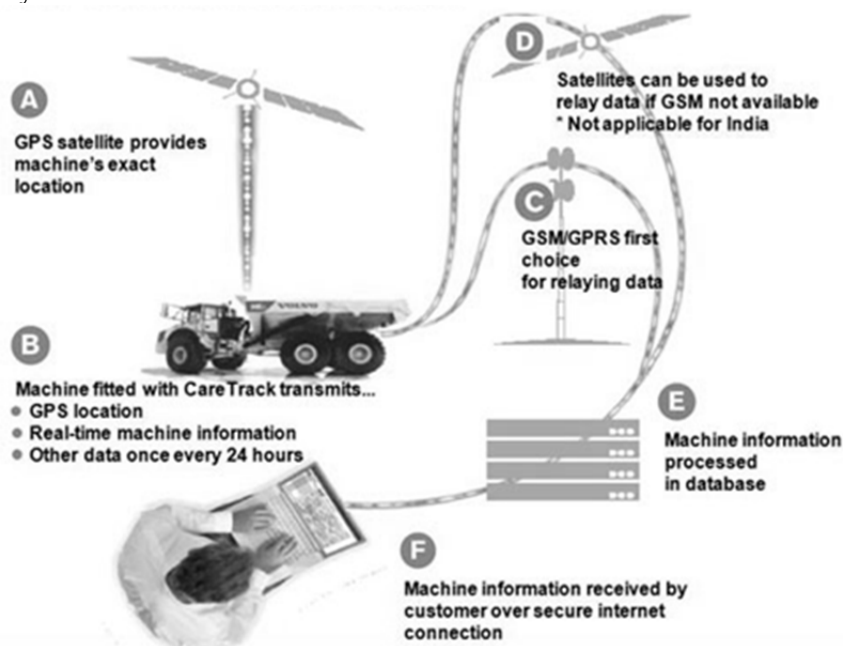 A
GPS satellite provides
machine's exact
location
B
Machine fitted with CareTrack transmits...
GPS location
Real-time machine information
Other data once every 24 hours
VOLVO
C
GSM/GPRS first
choice
for relaying data
D
Satellites can be used to
relay data if GSM not available
* Not applicable for India
E
Machine information
processed
in database
F
Machine information received by
customer over secure internet
connection